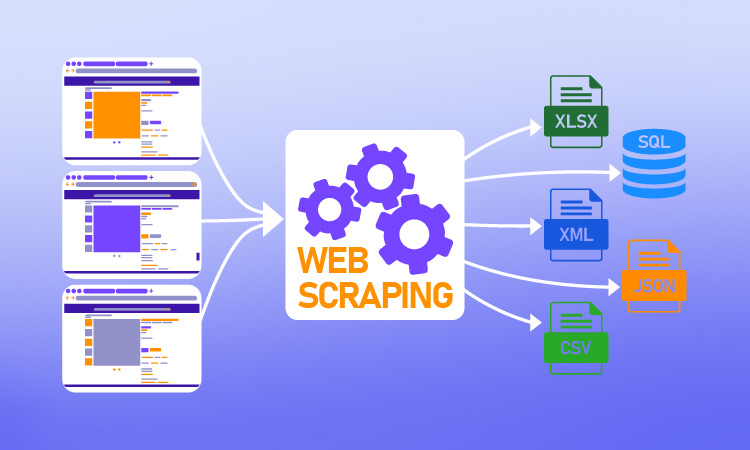 WEB
SCRAPING
XLSX
SQL
XML
JSON
CSV